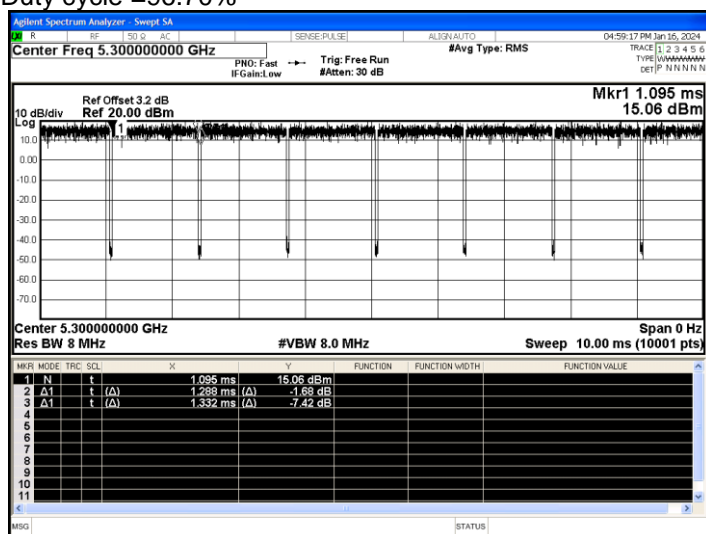 Agilent Spectrum Analyzer - Swept SA
R RF 50 Ω AC SENSE:PULSE ALIGN AUTO 04:59:17 PM Jan 16, 2024
Center Freq 5.300000000 GHz #Avg Type: RMS TRACE 1 2 3 4 5 6
PNO: Fast Trig: Free Run TYPE
IFGain:Low #Atten: 30 dB DET P N N N N N
Mkr1 1.095 ms
Ref Offset 3.2 dB
10 dB/div Ref 20.00 dBm 15.06 dBm
Log
1
10.0
0.00
-10.0
-20.0
-30.0
-40.0
-50.0
-60.0
-70.0
Center 5.300000000 GHz Span 0 Hz
Res BW 8 MHz #VBW 8.0 MHz Sweep 10.00 ms (10001 pts)
MKR MODE TRC SCL X Y FUNCTION FUNCTION WIDTH FUNCTION VALUE
1 N t 1.095 ms 15.06 dBm
2 Δ1 t (Δ) 1.288 ms (Δ) -1.68 dB
3 Δ1 t (Δ) 1.332 ms (Δ) -7.42 dB
4
5
6
7
8
9
10
11
MSG STATUS